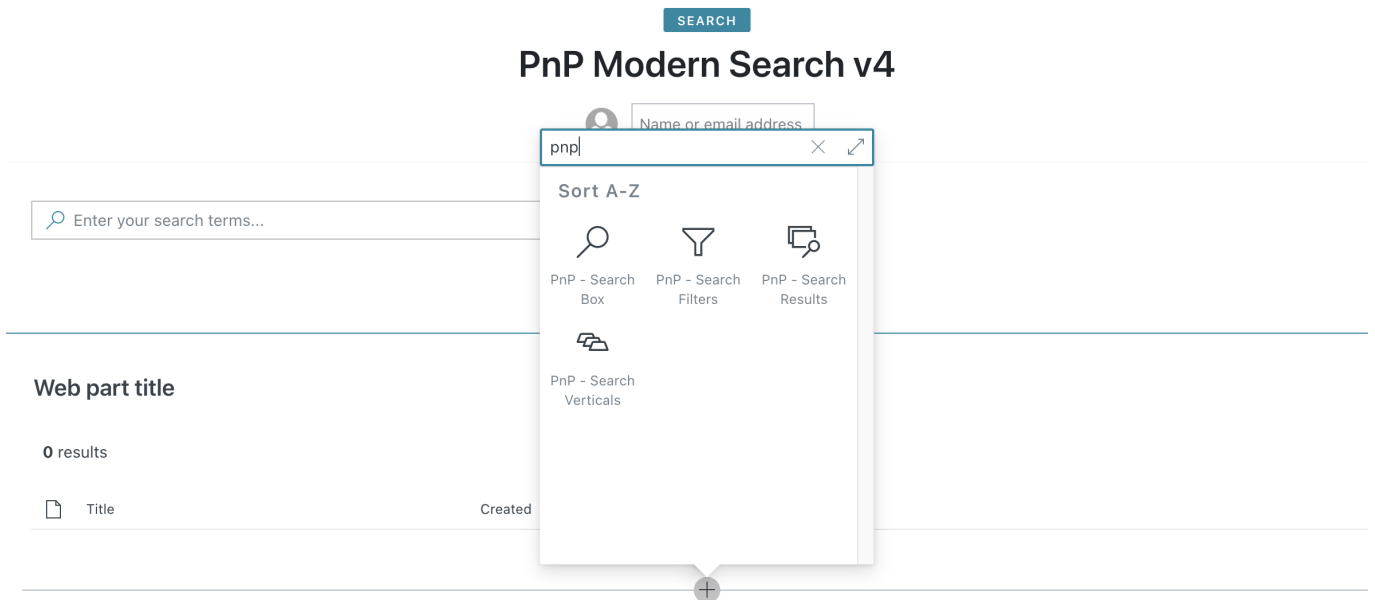 SEARCH
PnP Modern Search v4
Name or email address
pnp
Sort A-Z
Enter your search terms...
PnP - Search Box
PnP - Search Filters
PnP - Search Results
PnP - Search Verticals
Web part title
0 results
Title Created